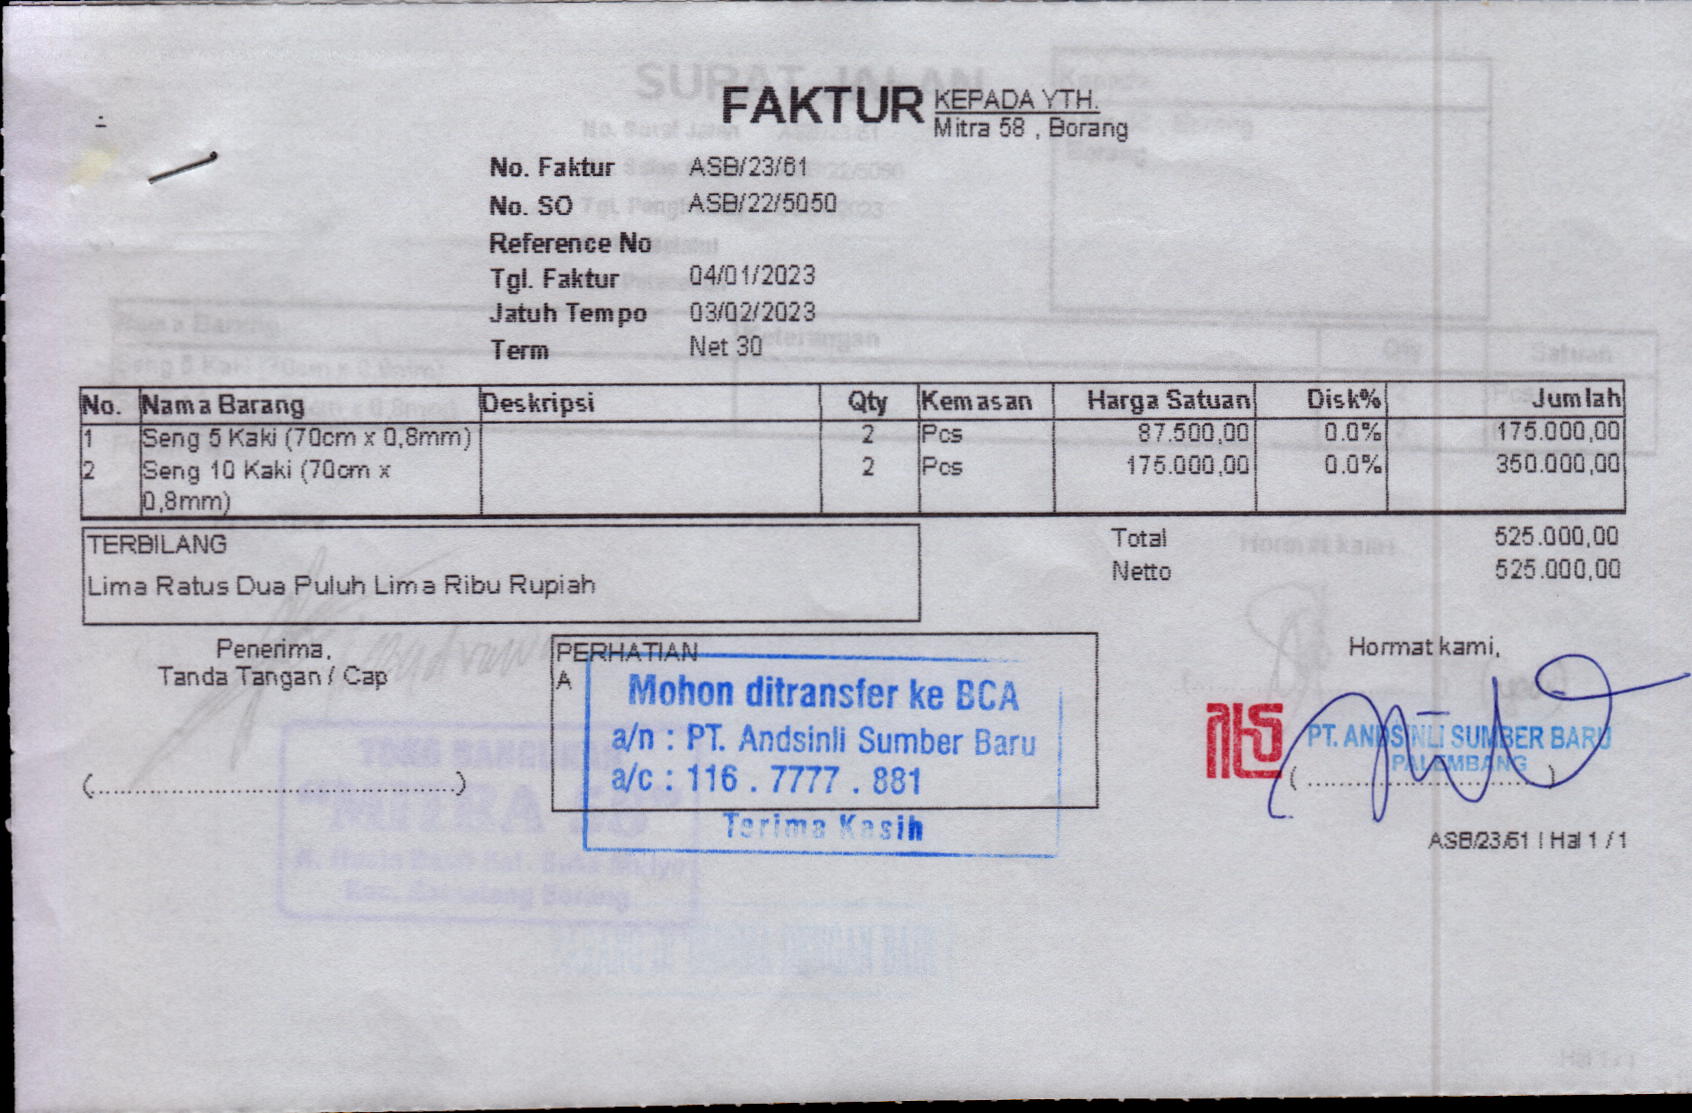 FAKTUR
KEPADA YTH.
Mitra 58 , Borang
No. Faktur ASB/23/61
No. SO ASB/22/5050
Reference No
Tgl. Faktur 04/01/2023
Jatuh Tempo 03/02/2023
Term Net 30
No. Nama Barang Deskripsi Qty Kemasan Harga Satuan Disk% Jumlah
1 Seng 5 Kaki (70cm x 0,8mm) 2 Pcs 87.500,00 0.0% 175.000,00
2 Seng 10 Kaki (70cm x 2 Pcs 175.000,00 0.0% 350.000,00
0,8mm)
TERBILANG
Lima Ratus Dua Puluh Lima Ribu Rupiah
Total 525.000,00
Netto 525.000,00
Penerima,
Tanda Tangan / Cap
(..................................................)
PERHATIAN
A
Mohon ditransfer ke BCA
a/n : PT. Andsinli Sumber Baru
a/c : 116 . 7777 . 881
Terima Kasih
Hormat kami,
PT. ANDSINLI SUMBER BARU
PALEMBANG
(..................................)
ASB/23/61 | Hal 1 / 1